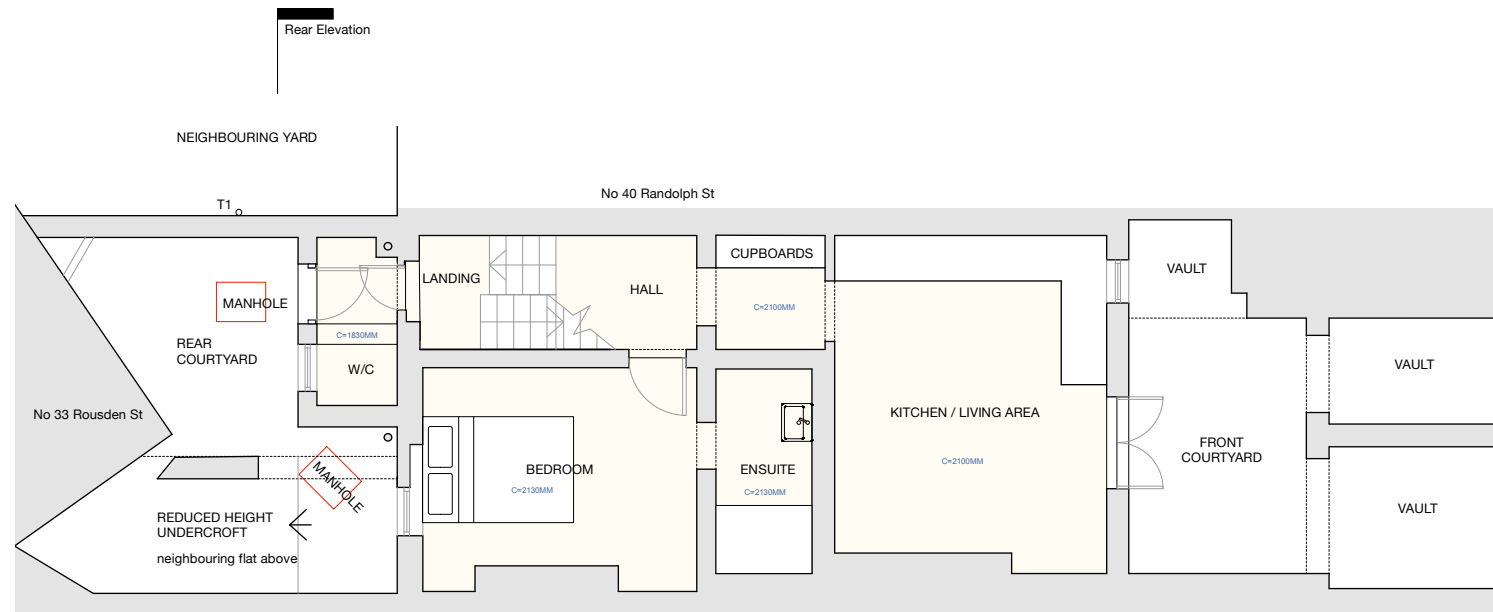 Rear Elevation
NEIGHBOURING YARD
No 40 Randolph St
T1
CUPBOARDS
VAULT
LANDING
HALL
MANHOLE
C=2100MM
C=1830MM
REAR
COURTYARD
W/C
VAULT
No 33 Rousden St
KITCHEN / LIVING AREA
FRONT
COURTYARD
C=2100MM
BEDROOM
C=2130MM
ENSUITE
C=2130MM
MANHOLE
VAULT
REDUCED HEIGHT
UNDERCROFT
neighbouring flat above